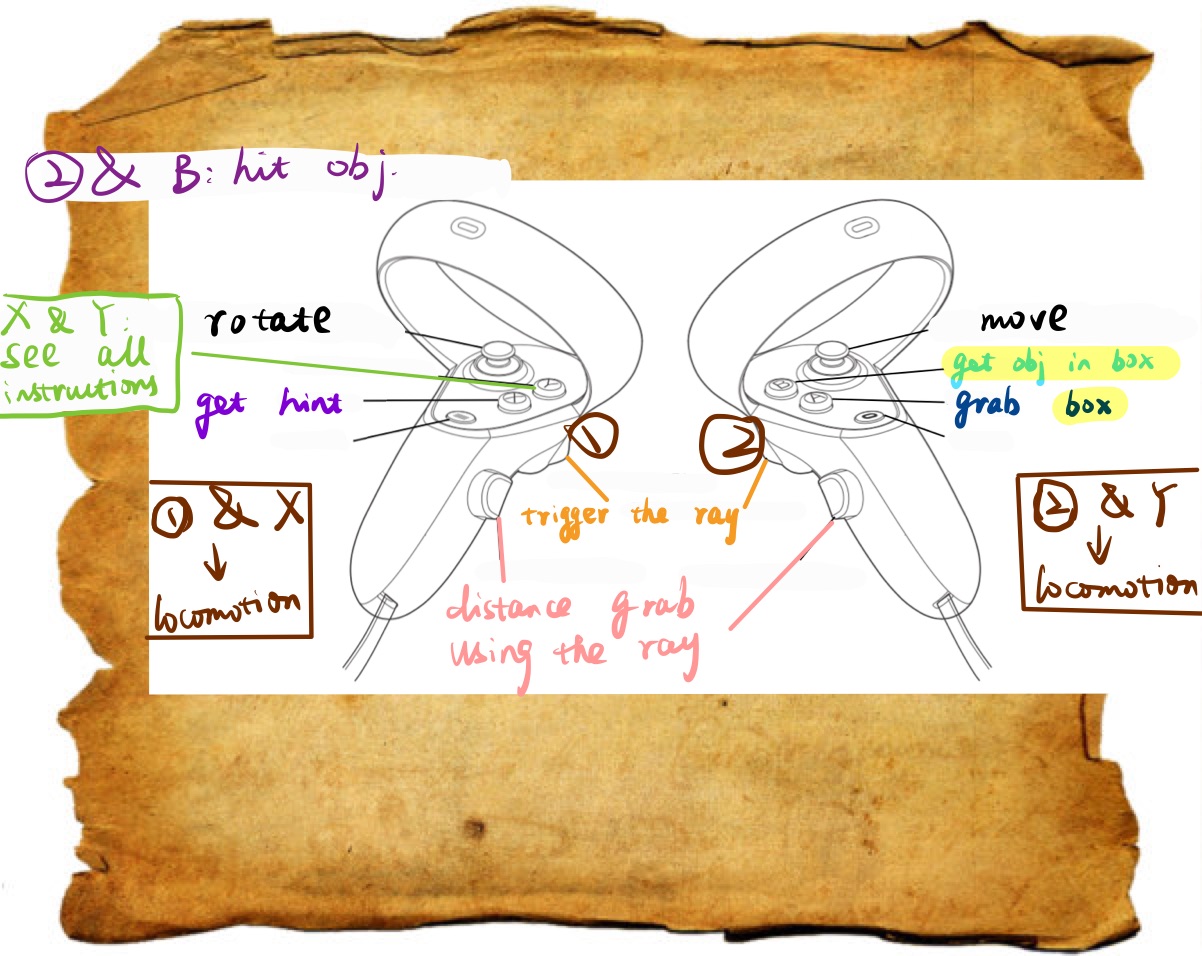 ② & B: hit obj.
X & Y:
see all
instructions
rotate
get hint
move
get obj in box
grab box
①
②
trigger the ray
① & X
↓
locomotion
② & Y
↓
locomotion
distance grab
using the ray